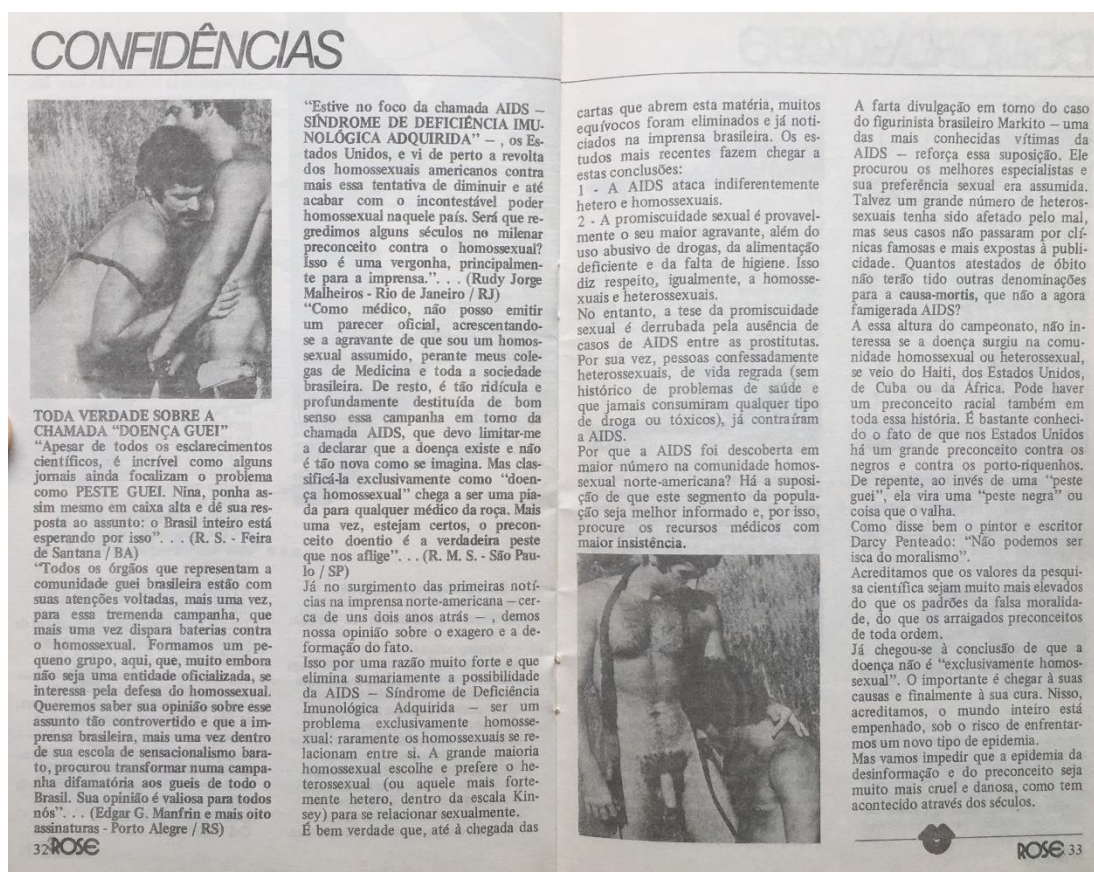 CONFIDÊNCIAS
TODA VERDADE SOBRE A
CHAMADA “DOENÇA GUEI”
“Apesar de todos os esclarecimentos
científicos, é incrível como alguns
jornais ainda focalizam o problema
como PESTE GUEI. Nina, ponha as-
sim mesmo em caixa alta e dê sua res-
posta ao assunto: o Brasil inteiro está
esperando por isso”. . . (R. S. - Feira
de Santana / BA)
“Todos os órgãos que representam a
comunidade guei brasileira estão com
suas atenções voltadas, mais uma vez,
para essa tremenda campanha, que
mais uma vez dispara baterias contra
o homossexual. Formamos um pe-
queno grupo, aqui, que, muito embora
não seja uma entidade oficializada, se
interessa pela defesa do homossexual.
Queremos saber sua opinião sobre esse
assunto tão controvertido e que a im-
prensa brasileira, mais uma vez dentro
de sua escola de sensacionalismo bara-
to, procurou transformar numa campa-
nha difamatória aos gueis de todo o
Brasil. Sua opinião é valiosa para todos
nós”. . . (Edgar G. Manfrin e mais oito
assinaturas - Porto Alegre / RS)
32 ROSE
“Estive no foco da chamada AIDS –
SÍNDROME DE DEFICIÊNCIA IMU-
NOLÓGICA ADQUIRIDA” – , os Es-
tados Unidos, e vi de perto a revolta
dos homossexuais americanos contra
mais essa tentativa de diminuir e até
acabar com o incontestável poder
homossexual naquele país. Será que re-
gredimos alguns séculos no milenar
preconceito contra o homossexual?
Isso é uma vergonha, principalmen-
te para a imprensa.”. . . (Rudy Jorge
Malheiros - Rio de Janeiro / RJ)
“Como médico, não posso emitir
um parecer oficial, acrescentando-
se a agravante de que sou um homos-
sexual assumido, perante meus cole-
gas de Medicina e toda a sociedade
brasileira. De resto, é tão ridícula e
profundamente destituída de bom
senso essa campanha em torno da
chamada AIDS, que devo limitar-me
a declarar que a doença existe e não
é tão nova como se imagina. Mas clas-
sificá-la exclusivamente como “doen-
ça homossexual” chega a ser uma pia-
da para qualquer médico da roça. Mais
uma vez, estejam certos, o precon-
ceito doentio é a verdadeira peste
que nos aflige”. . . (R. M. S. - São Pau-
lo / SP)
Já no surgimento das primeiras notí-
cias na imprensa norte-americana –cer-
ca de uns dois anos atrás – , demos
nossa opinião sobre o exagero e a de-
formação do fato.
Isso por uma razão muito forte e que
elimina sumariamente a possibilidade
da AIDS – Síndrome de Deficiência
Imunológica Adquirida – ser um
problema exclusivamente homosse-
xual: raramente os homossexuais se re-
lacionam entre si. A grande maioria
homossexual escolhe e prefere o he-
terossexual (ou aquele mais forte-
mente hetero, dentro da escala Kin-
sey) para se relacionar sexualmente.
É bem verdade que, até à chegada das
cartas que abrem esta matéria, muitos
equívocos foram eliminados e já noti-
ciados na imprensa brasileira. Os es-
tudos mais recentes fazem chegar a
estas conclusões:
1 - A AIDS ataca indiferentemente
hetero e homossexuais.
2 - A promiscuidade sexual é provavel-
mente o seu maior agravante, além do
uso abusivo de drogas, da alimentação
deficiente e da falta de higiene. Isso
diz respeito, igualmente, a homosse-
xuais e heterossexuais.
No entanto, a tese da promiscuidade
sexual é derrubada pela ausência de
casos de AIDS entre as prostitutas.
Por sua vez, pessoas confessadamente
heterossexuais, de vida regrada (sem
histórico de problemas de saúde e
que jamais consumiram qualquer tipo
de droga ou tóxicos), já contraíram
a AIDS.
Por que a AIDS foi descoberta em
maior número na comunidade homos-
sexual norte-americana? Há a suposi-
ção de que este segmento da popula-
ção seja melhor informado e, por isso,
procure os recursos médicos com
maior insistência.
A farta divulgação em torno do caso
do figurinista brasileiro Markito – uma
das mais conhecidas vítimas da
AIDS – reforça essa suposição. Ele
procurou os melhores especialistas e
sua preferência sexual era assumida.
Talvez um grande número de heteros-
sexuais tenha sido afetado pelo mal,
mas seus casos não passaram por clí-
nicas famosas e mais expostas à publi-
cidade. Quantos atestados de óbito
não terão tido outras denominações
para a causa-mortis, que não a agora
famigerada AIDS?
A essa altura do campeonato, não in-
teressa se a doença surgiu na comu-
nidade homossexual ou heterossexual,
se veio do Haiti, dos Estados Unidos,
de Cuba ou da África. Pode haver
um preconceito racial também em
toda essa história. É bastante conheci-
do o fato de que nos Estados Unidos
há um grande preconceito contra os
negros e contra os porto-riquenhos.
De repente, ao invés de uma “peste
guei”, ela vira uma “peste negra” ou
coisa que o valha.
Como disse bem o pintor e escritor
Darcy Penteado: “Não podemos ser
isca do moralismo”.
Acreditamos que os valores da pesqui-
sa científica sejam muito mais elevados
do que os padrões da falsa moralida-
de, do que os arraigados preconceitos
de toda ordem.
Já chegou-se à conclusão de que a
doença não é “exclusivamente homos-
sexual”. O importante é chegar à suas
causas e finalmente à sua cura. Nisso,
acreditamos, o mundo inteiro está
empenhado, sob o risco de enfrentar-
mos um novo tipo de epidemia.
Mas vamos impedir que a epidemia da
desinformação e do preconceito seja
muito mais cruel e danosa, como tem
acontecido através dos séculos.
ROSE 33